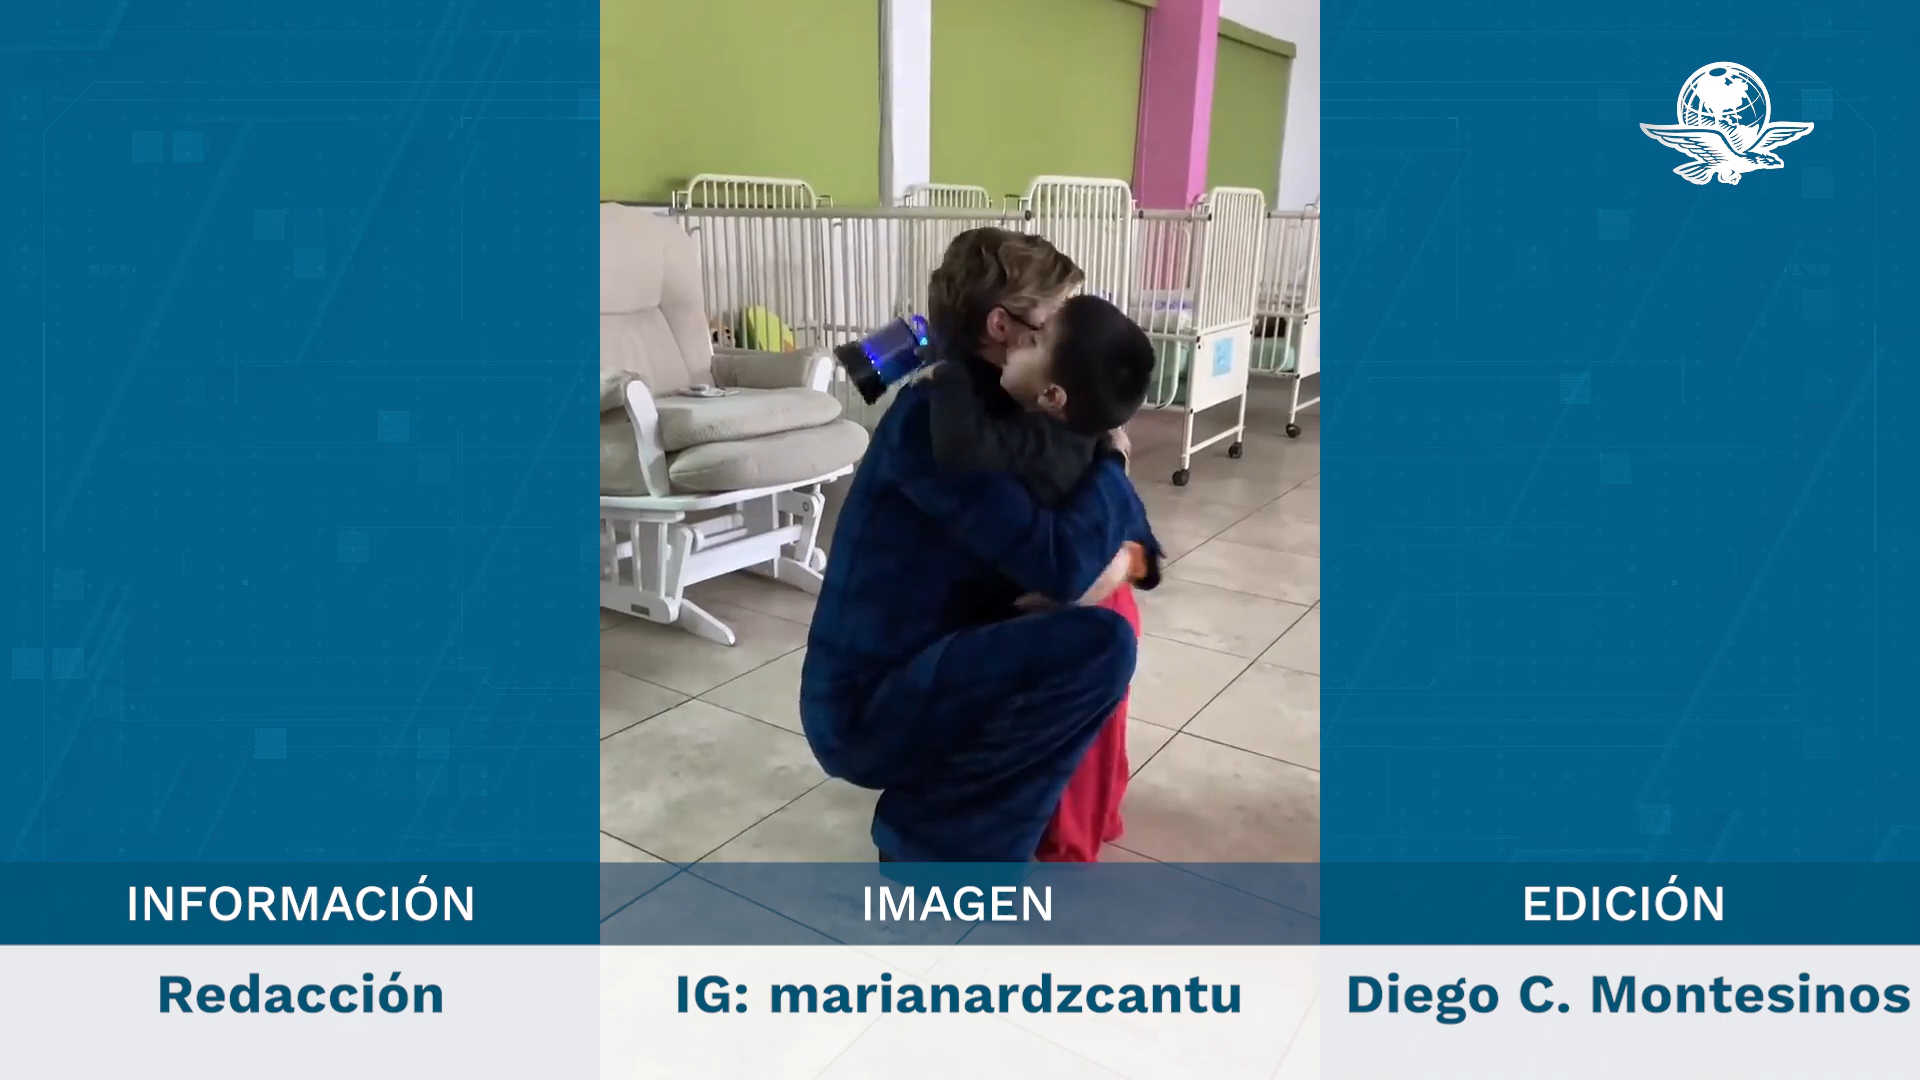 INFORMACIÓN
Redacción
IMAGEN
IG: marianardzcantu
EDICIÓN
Diego C. Montesinos